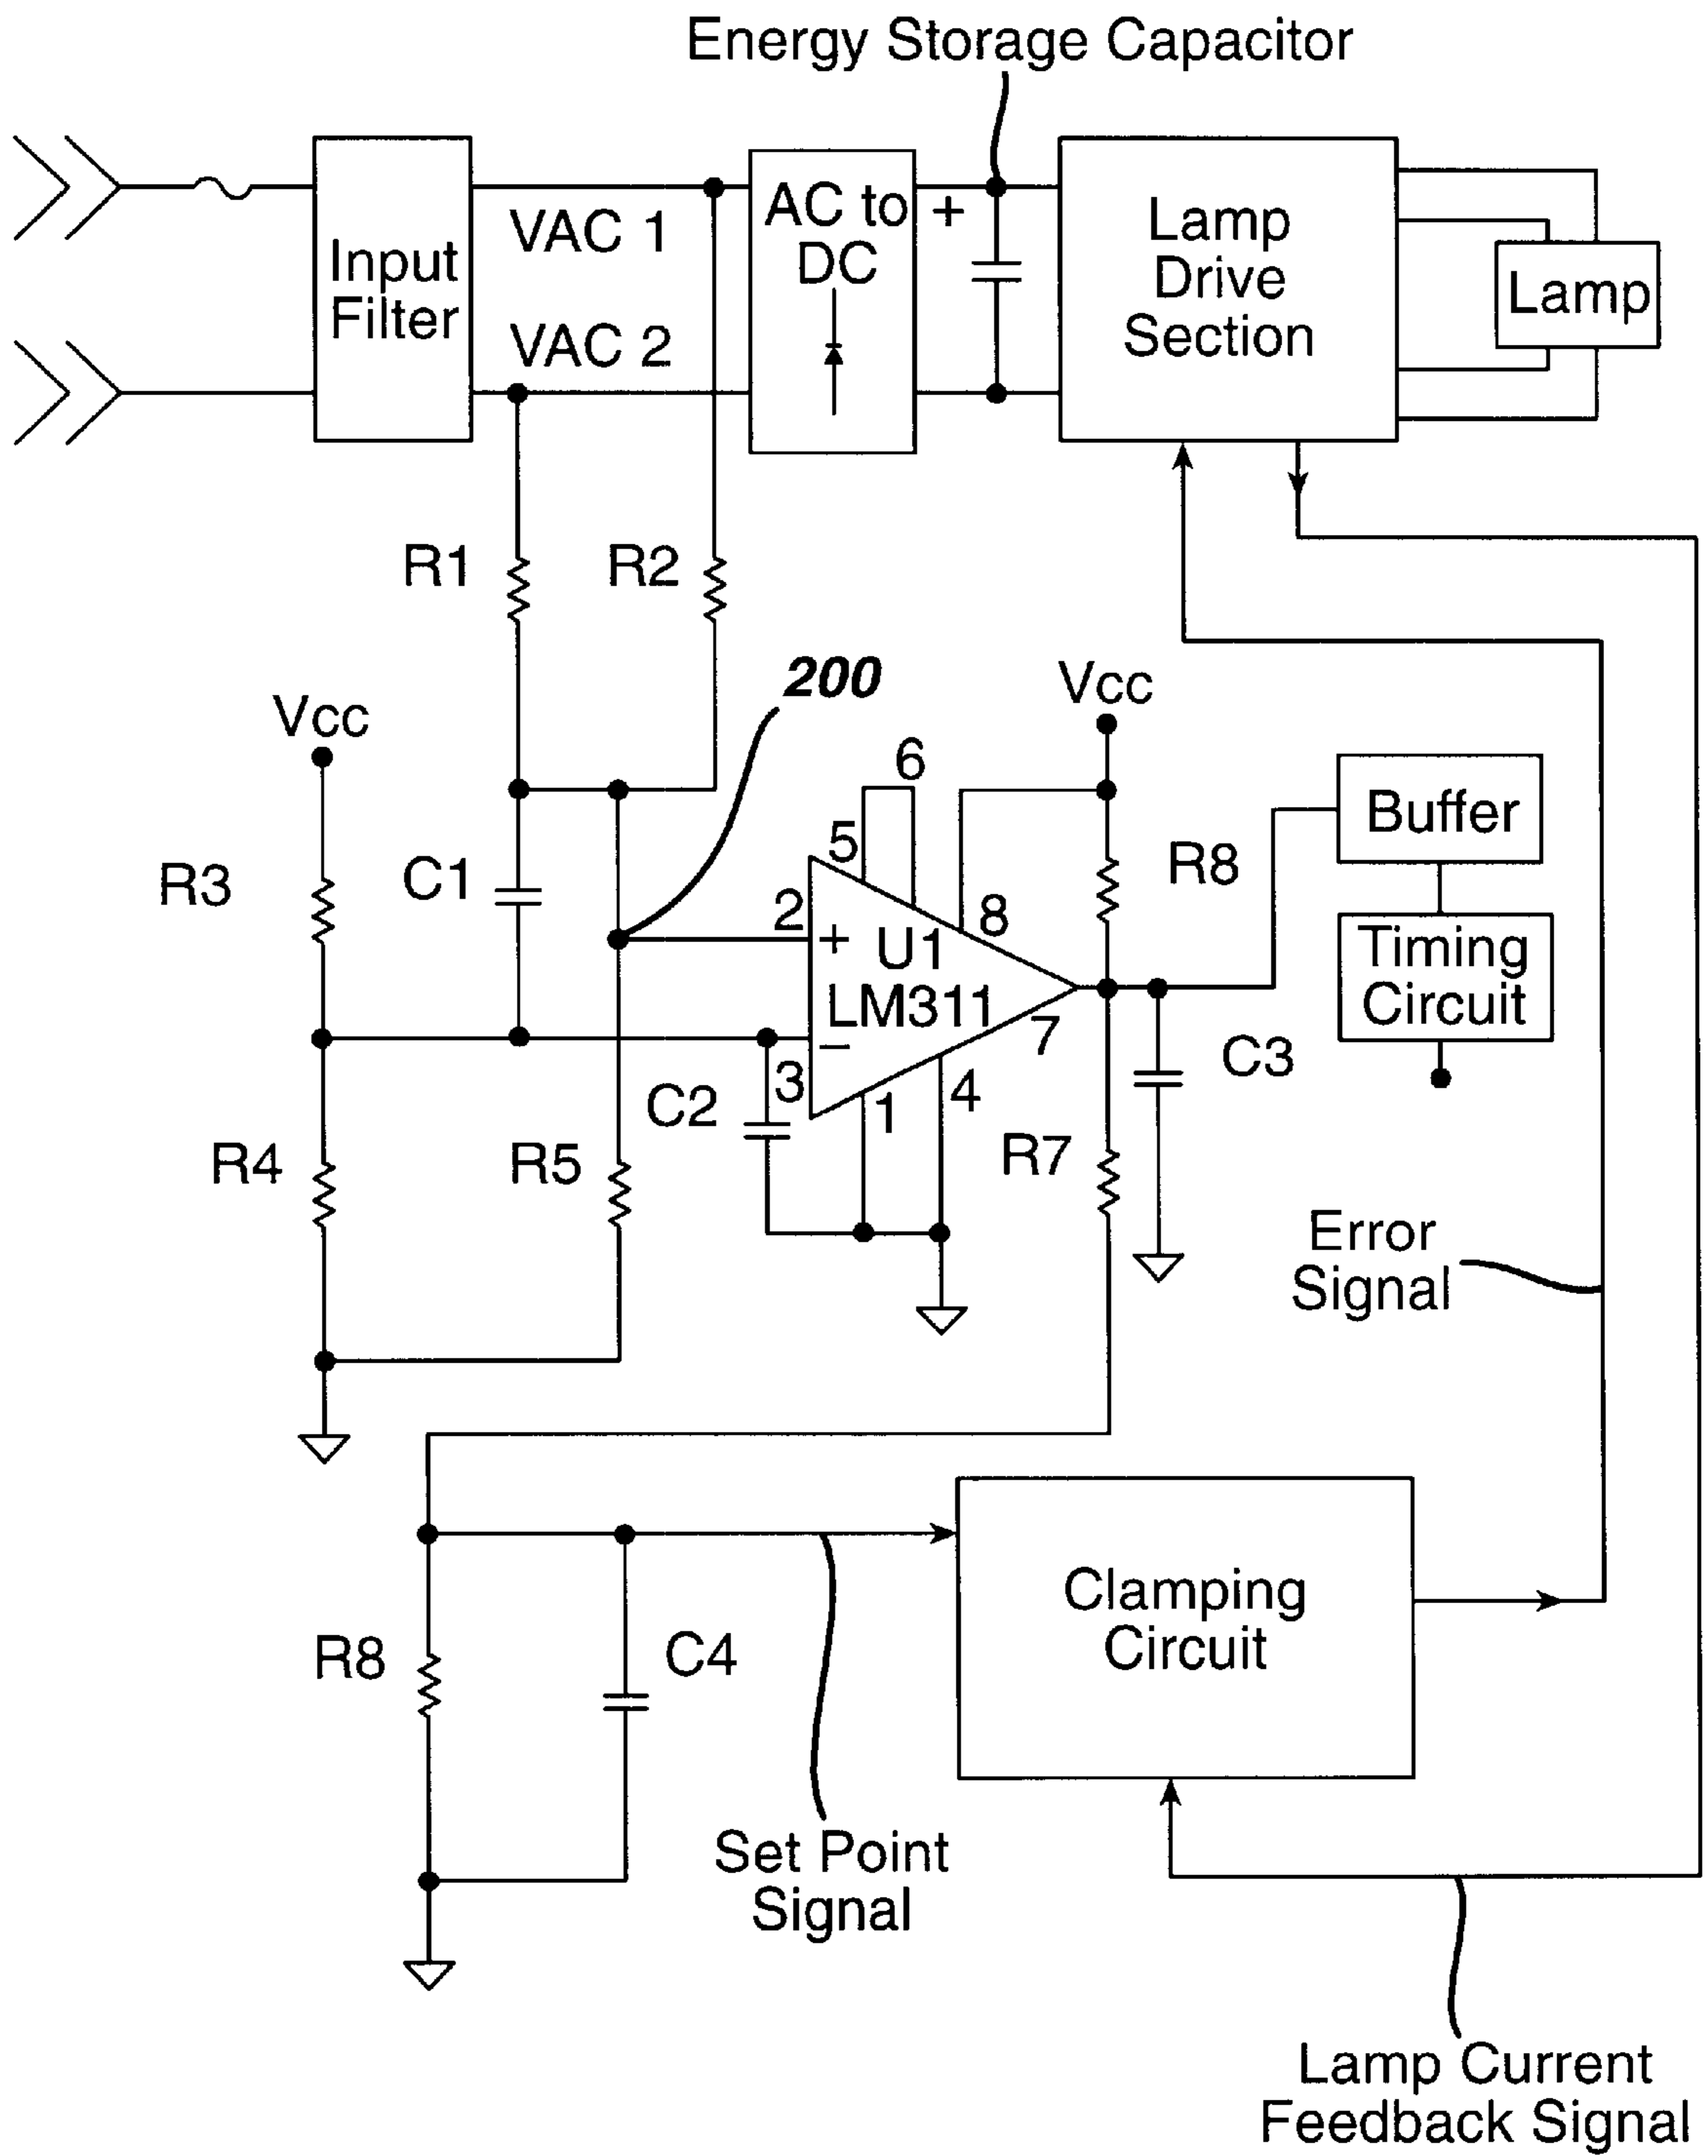 Energy Storage Capacitor
Input
Filter
VAC 1
VAC 2
AC to
DC
+
Lamp
Drive
Section
Lamp
R1
R2
200
Vcc
Vcc
R3
C1
5
6
8
2
+
U1
LM311
–
3
1
4
7
R8
Buffer
Timing
Circuit
C3
C2
R4
R5
R7
Error
Signal
Clamping
Circuit
R8
C4
Set Point
Signal
Lamp Current
Feedback Signal